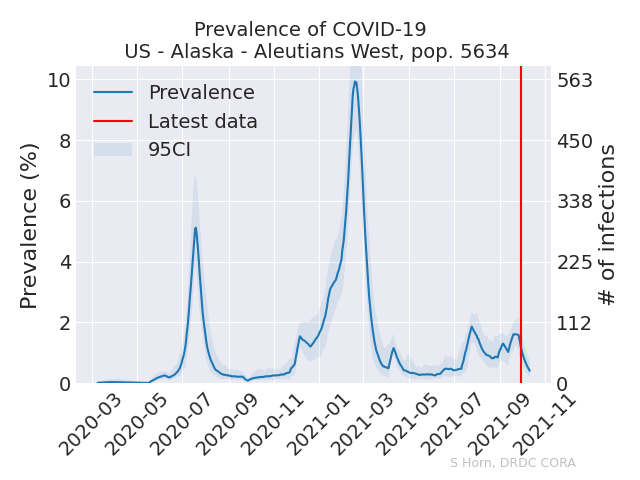 Prevalence of COVID-19
US - Alaska - Aleutians West, pop. 5634
Prevalence (%)
10
8
6
4
2
0
Prevalence
Latest data
95CI
563
450
338
225
112
0
# of infections
2020-03
2020-05
2020-07
2020-09
2020-11
2021-01
2021-03
2021-05
2021-07
2021-09
2021-11
S Horn, DRDC CORA